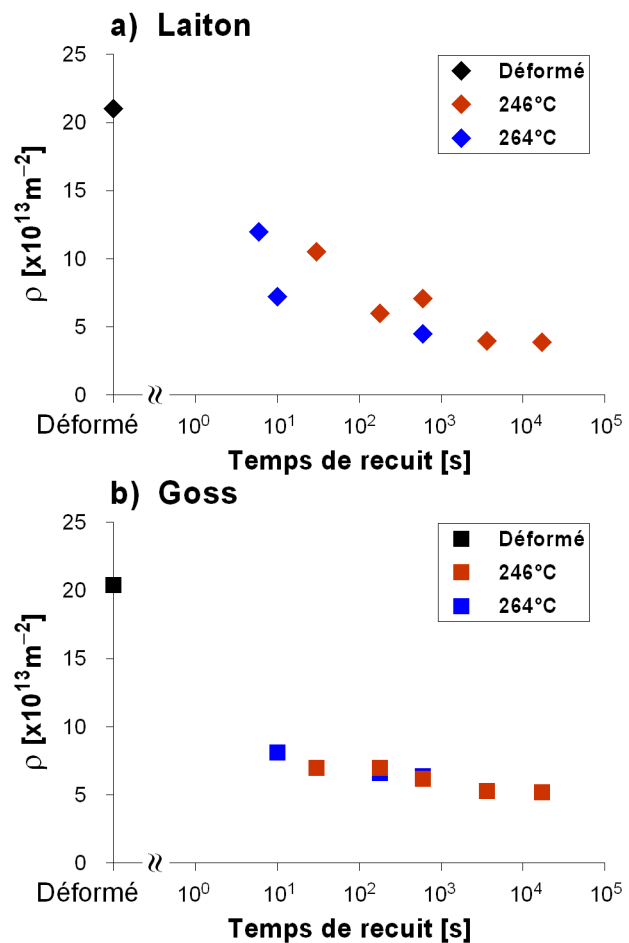 a) Laiton
25
20
15
10
5
0
ρ [x10¹³m⁻²]
Déformé
246°C
264°C
Déformé
10⁰ 10¹ 10² 10³ 10⁴ 10⁵
Temps de recuit [s]
b) Goss
25
20
15
10
5
0
ρ [x10¹³m⁻²]
Déformé
246°C
264°C
Déformé
10⁰ 10¹ 10² 10³ 10⁴ 10⁵
Temps de recuit [s]